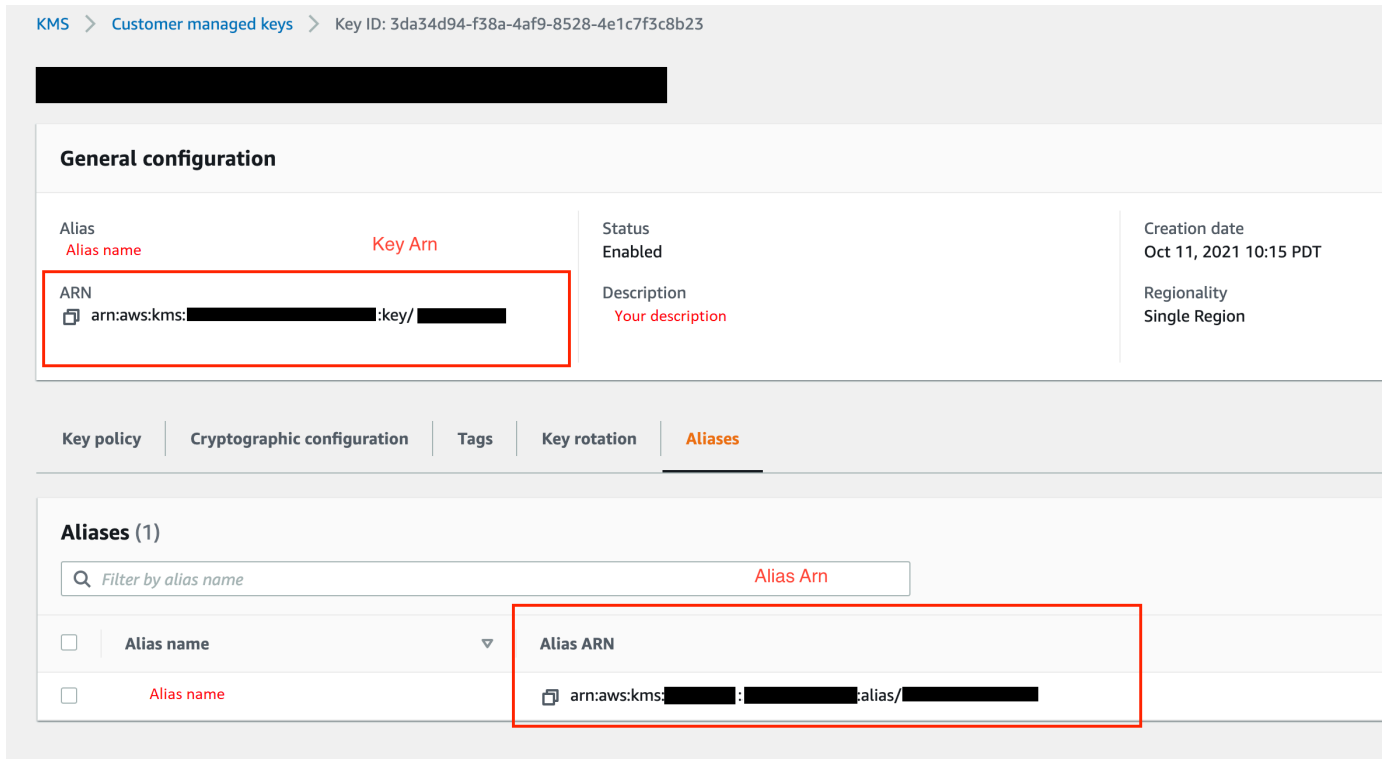 KMS > Customer managed keys > Key ID: 3da34d94-f38a-4af9-8528-4e1c7f3c8b23
General configuration
Alias
Alias name
Key Arn
ARN
arn:aws:kms: :key/
Status
Enabled
Description
Your description
Creation date
Oct 11, 2021 10:15 PDT
Regionality
Single Region
Key policy
Cryptographic configuration
Tags
Key rotation
Aliases
Aliases (1)
Filter by alias name
Alias Arn
Alias name
Alias ARN
Alias name
arn:aws:kms: : :alias/